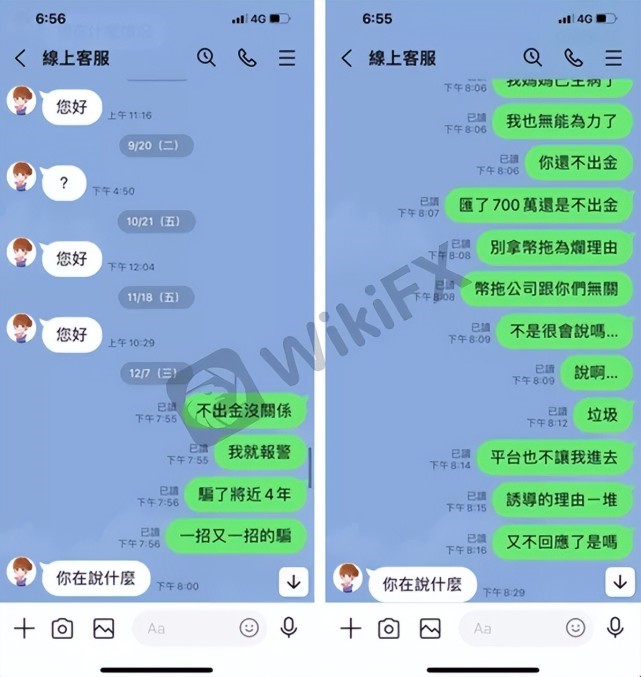 6:56
4G
線上客服
您好
上午11:16
9/20（二）
?
下午4:50
10/21（五）
您好
下午12:04
11/18（五）
您好
上午10:29
12/7（三）
已讀
下午7:55
不出金沒關係
已讀
下午7:55
我就報警
已讀
下午7:56
騙了將近4年
已讀
下午7:56
一招又一招的騙
你在說什麼
下午8:00
Aa
6:55
4G
線上客服
我媽媽已生病了
下午8:06
已讀
下午8:06
我也無能為力了
已讀
下午8:06
你還不出金
已讀
下午8:07
匯了700萬還是不出金
已讀
下午8:08
別拿幣拖為爛理由
已讀
下午8:08
幣拖公司跟你們無關
已讀
下午8:09
不是很會說嗎...
已讀
下午8:09
說啊...
已讀
下午8:12
垃圾
已讀
下午8:14
平台也不讓我進去
已讀
下午8:15
誘導的理由一堆
已讀
下午8:16
又不回應了是嗎
你在說什麼
下午8:29
Aa
WikiFX